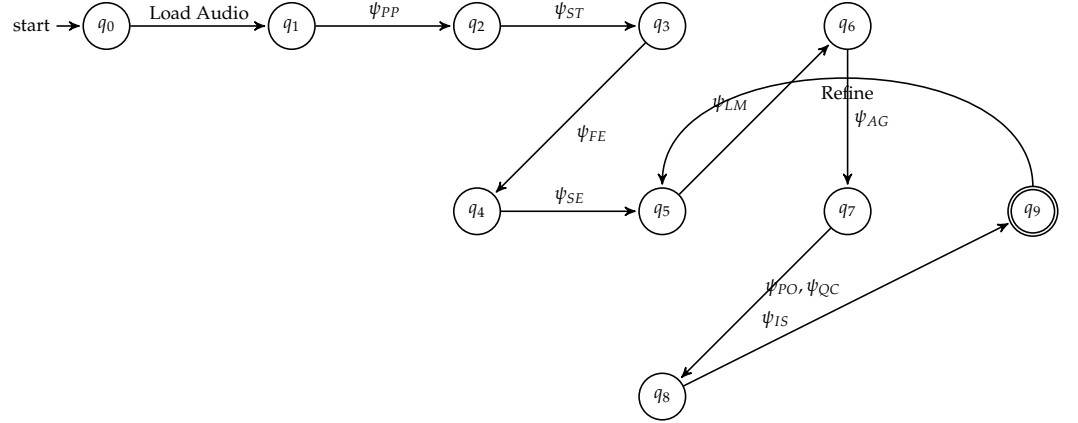 start q0 Load Audio q1 ψPP q2 ψST q3 q6
ψLM Refine
ψFE ψAG
q4 ψSE q5 q7 q9
ψPO, ψQC
ψIS
q8